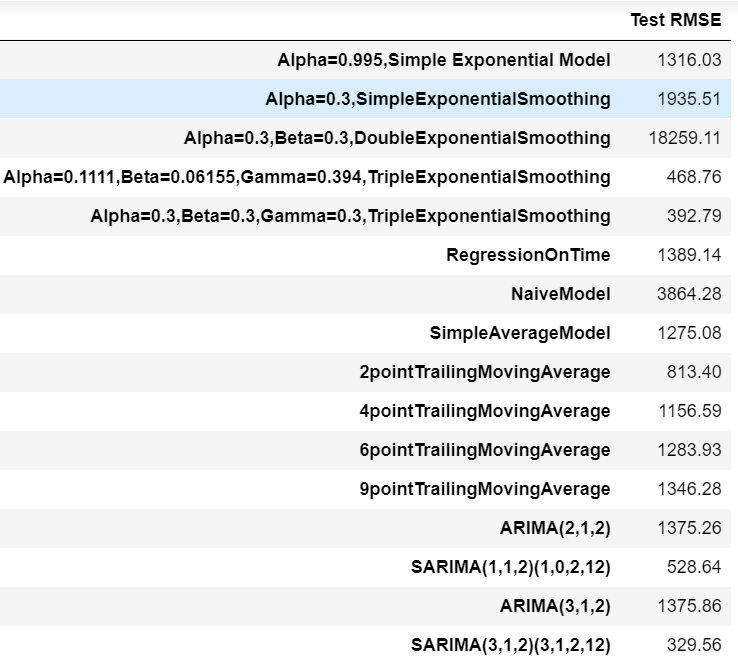 Test RMSE
Alpha=0.995,Simple Exponential Model 1316.03
Alpha=0.3,SimpleExponentialSmoothing 1935.51
Alpha=0.3,Beta=0.3,DoubleExponentialSmoothing 18259.11
Alpha=0.1111,Beta=0.06155,Gamma=0.394,TripleExponentialSmoothing 468.76
Alpha=0.3,Beta=0.3,Gamma=0.3,TripleExponentialSmoothing 392.79
RegressionOnTime 1389.14
NaiveModel 3864.28
SimpleAverageModel 1275.08
2pointTrailingMovingAverage 813.40
4pointTrailingMovingAverage 1156.59
6pointTrailingMovingAverage 1283.93
9pointTrailingMovingAverage 1346.28
ARIMA(2,1,2) 1375.26
SARIMA(1,1,2)(1,0,2,12) 528.64
ARIMA(3,1,2) 1375.86
SARIMA(3,1,2)(3,1,2,12) 329.56